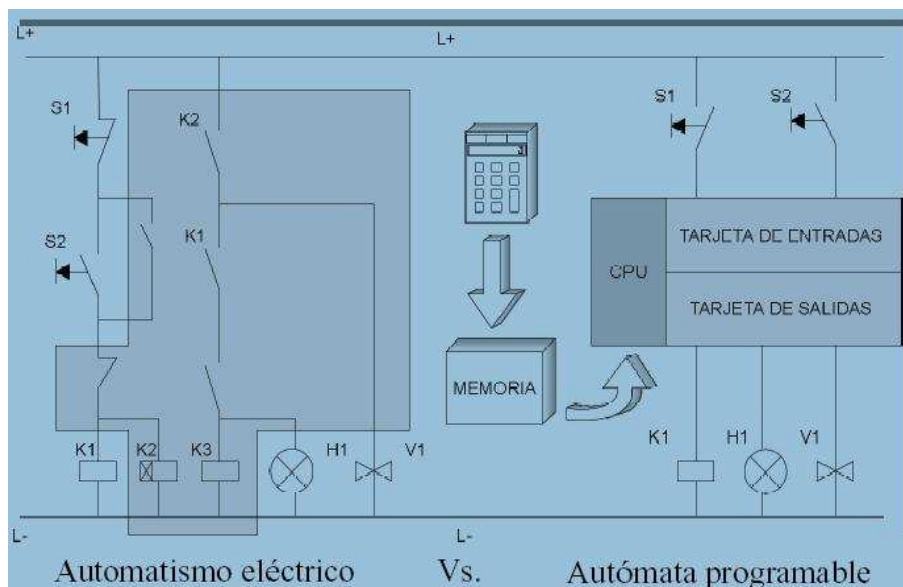 L+
L+
S1
K2
S1
S2
S2
K1
CPU
TARJETA DE ENTRADAS
TARJETA DE SALIDAS
MEMORIA
K1
K2
K3
H1
V1
K1
H1
V1
L-
L-
Automatismo eléctrico
Vs.
Autómata programable